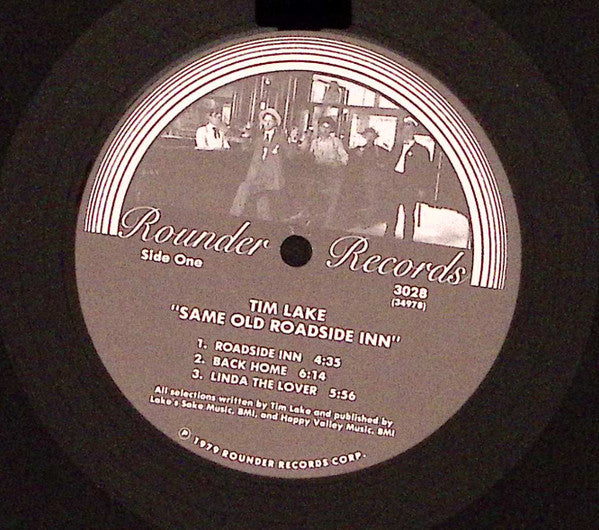 Rounder Records
Side One
3028
(34978)
TIM LAKE
"SAME OLD ROADSIDE INN"
1. ROADSIDE INN 4:35
2. BACK HOME 6:14
3. LINDA THE LOVER 5:56
All selections written by Tim Lake and published by
Lake's Sake Music, BMI, and Happy Valley Music, BMI
℗ 1979 ROUNDER RECORDS CORP.